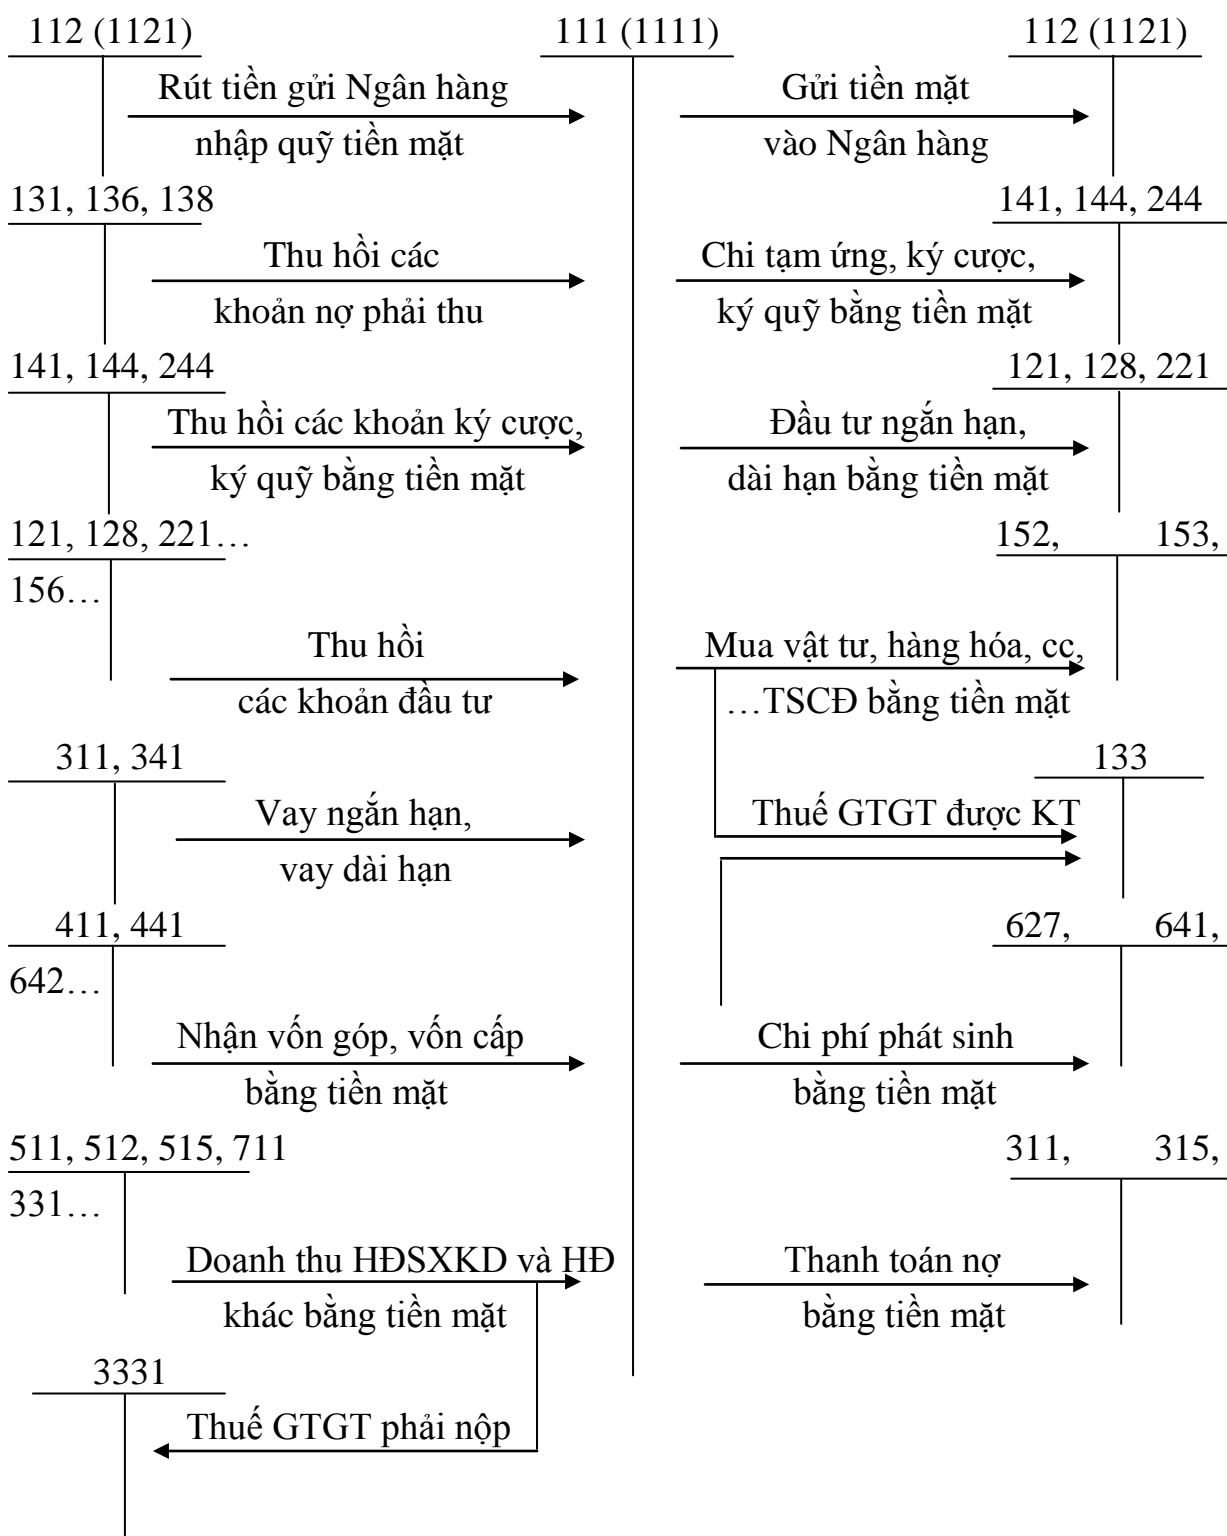 112 (1121) 111 (1111) 112 (1121)
Rút tiền gửi Ngân hàng Gửi tiền mặt
nhập quỹ tiền mặt vào Ngân hàng
131, 136, 138 141, 144, 244
Thu hồi các Chi tạm ứng, ký cược,
khoản nợ phải thu ký quỹ bằng tiền mặt
141, 144, 244 121, 128, 221
Thu hồi các khoản ký cược, Đầu tư ngắn hạn,
ký quỹ bằng tiền mặt dài hạn bằng tiền mặt
121, 128, 221… 152, 153,
156…
Thu hồi Mua vật tư, hàng hóa, cc,
các khoản đầu tư …TSCĐ bằng tiền mặt
311, 341 133
Vay ngắn hạn, Thuế GTGT được KT
vay dài hạn
411, 441 627, 641,
642…
Nhận vốn góp, vốn cấp Chi phí phát sinh
bằng tiền mặt bằng tiền mặt
511, 512, 515, 711 311, 315,
331…
Doanh thu HĐSXKD và HĐ Thanh toán nợ
khác bằng tiền mặt bằng tiền mặt
3331
Thuế GTGT phải nộp